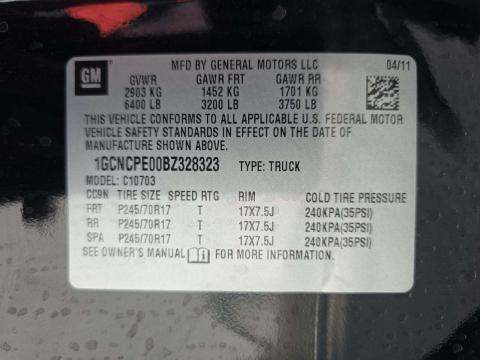 GM
MFD BY GENERAL MOTORS LLC 04/11
GVWR GAWR FRT GAWR RR
2903 KG 1452 KG 1701 KG
6400 LB 3200 LB 3750 LB
THIS VEHICLE CONFORMS TO ALL APPLICABLE U.S. FEDERAL MOTOR
VEHICLE SAFETY STANDARDS IN EFFECT ON THE DATE OF
MANUFACTURE SHOWN ABOVE.
1GCNCPE00BZ328323 TYPE: TRUCK
MODEL: C10703
CC9N TIRE SIZE SPEED RTG RIM COLD TIRE PRESSURE
FRT P245/70R17 T 17X7.5J 240KPA(35PSI)
RR P245/70R17 T 17X7.5J 240KPA(35PSI)
SPA P245/70R17 T 17X7.5J 240KPA(35PSI)
SEE OWNER'S MANUAL FOR MORE INFORMATION.